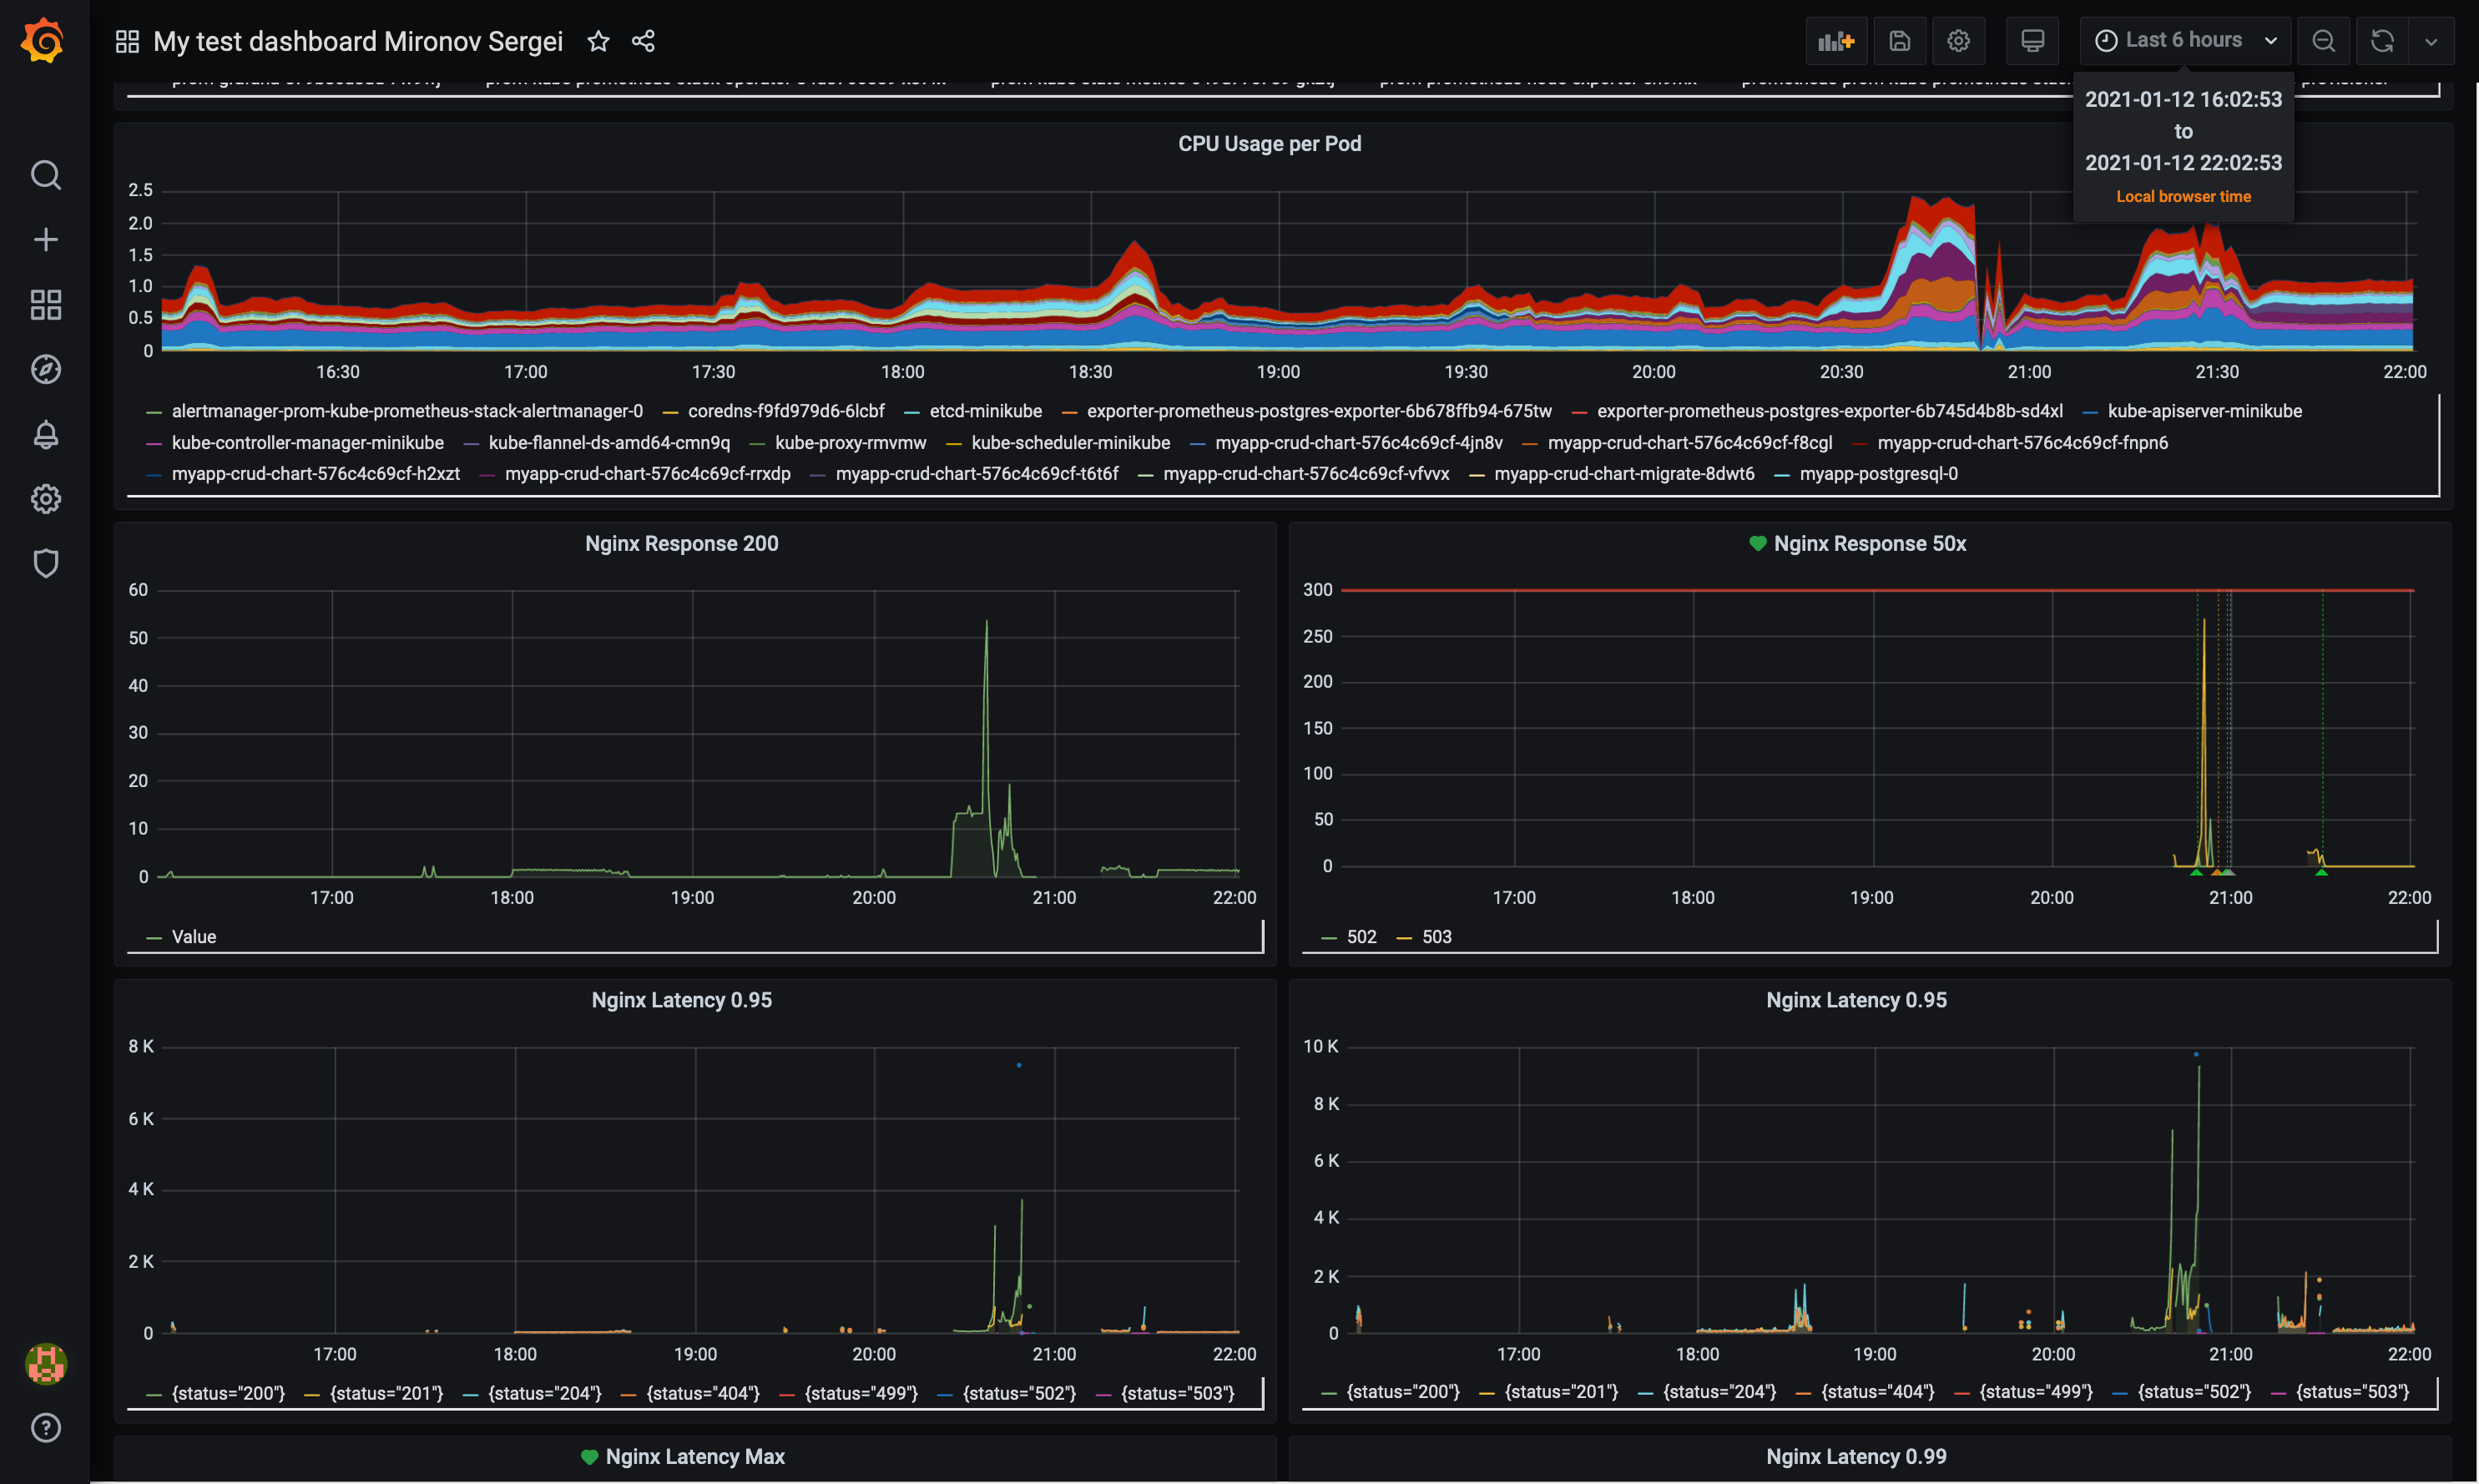 My test dashboard Mironov Sergei
Last 6 hours
2021-01-12 16:02:53
to
2021-01-12 22:02:53
Local browser time
CPU Usage per Pod
2.5
2.0
1.5
1.0
0.5
0
16:30 17:00 17:30 18:00 18:30 19:00 19:30 20:00 20:30 21:00 21:30 22:00
alertmanager-prom-kube-prometheus-stack-alertmanager-0 coredns-f9fd979d6-6lcbf etcd-minikube exporter-prometheus-postgres-exporter-6b678ffb94-675tw exporter-prometheus-postgres-exporter-6b745d4b8b-sd4xl kube-apiserver-minikube
kube-controller-manager-minikube kube-flannel-ds-amd64-cmn9q kube-proxy-rmvmw kube-scheduler-minikube myapp-crud-chart-576c4c69cf-4jn8v myapp-crud-chart-576c4c69cf-f8cgl myapp-crud-chart-576c4c69cf-fnpn6
myapp-crud-chart-576c4c69cf-h2xzt myapp-crud-chart-576c4c69cf-rrxdp myapp-crud-chart-576c4c69cf-t6t6f myapp-crud-chart-576c4c69cf-vfvvx myapp-crud-chart-migrate-8dwt6 myapp-postgresql-0
Nginx Response 200
60
50
40
30
20
10
0
17:00 18:00 19:00 20:00 21:00 22:00
Value
Nginx Response 50x
300
250
200
150
100
50
0
17:00 18:00 19:00 20:00 21:00 22:00
502 503
Nginx Latency 0.95
8 K
6 K
4 K
2 K
0
17:00 18:00 19:00 20:00 21:00 22:00
{status="200"} {status="201"} {status="204"} {status="404"} {status="499"} {status="502"} {status="503"}
Nginx Latency 0.95
10 K
8 K
6 K
4 K
2 K
0
17:00 18:00 19:00 20:00 21:00 22:00
{status="200"} {status="201"} {status="204"} {status="404"} {status="499"} {status="502"} {status="503"}
Nginx Latency Max
Nginx Latency 0.99